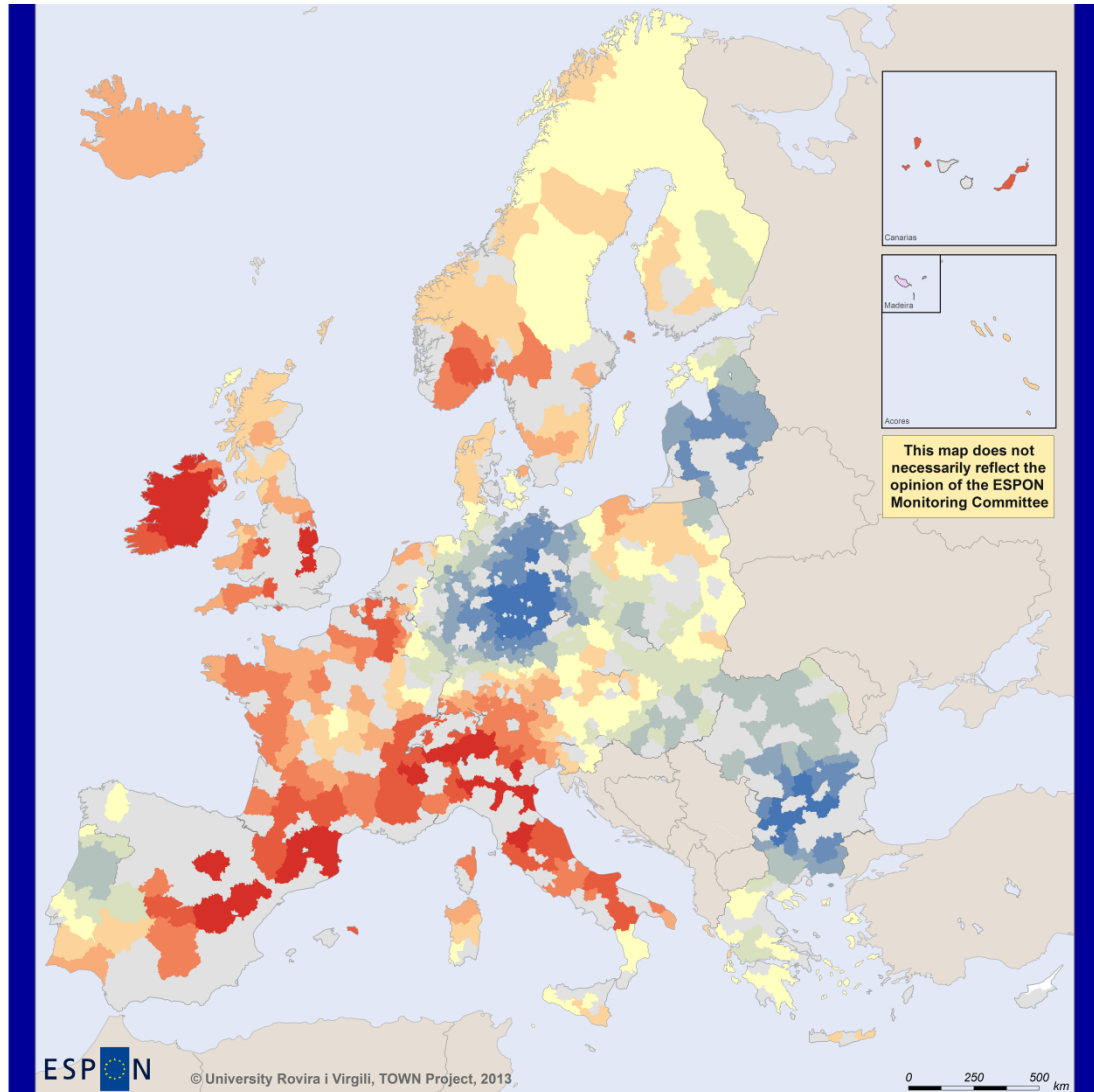 Canarias
Madeira
Acores
This map does not
necessarily reflect the
opinion of the ESPON
Monitoring Committee
ESPON
© University Rovira i Virgili, TOWN Project, 2013
0 250 500
km